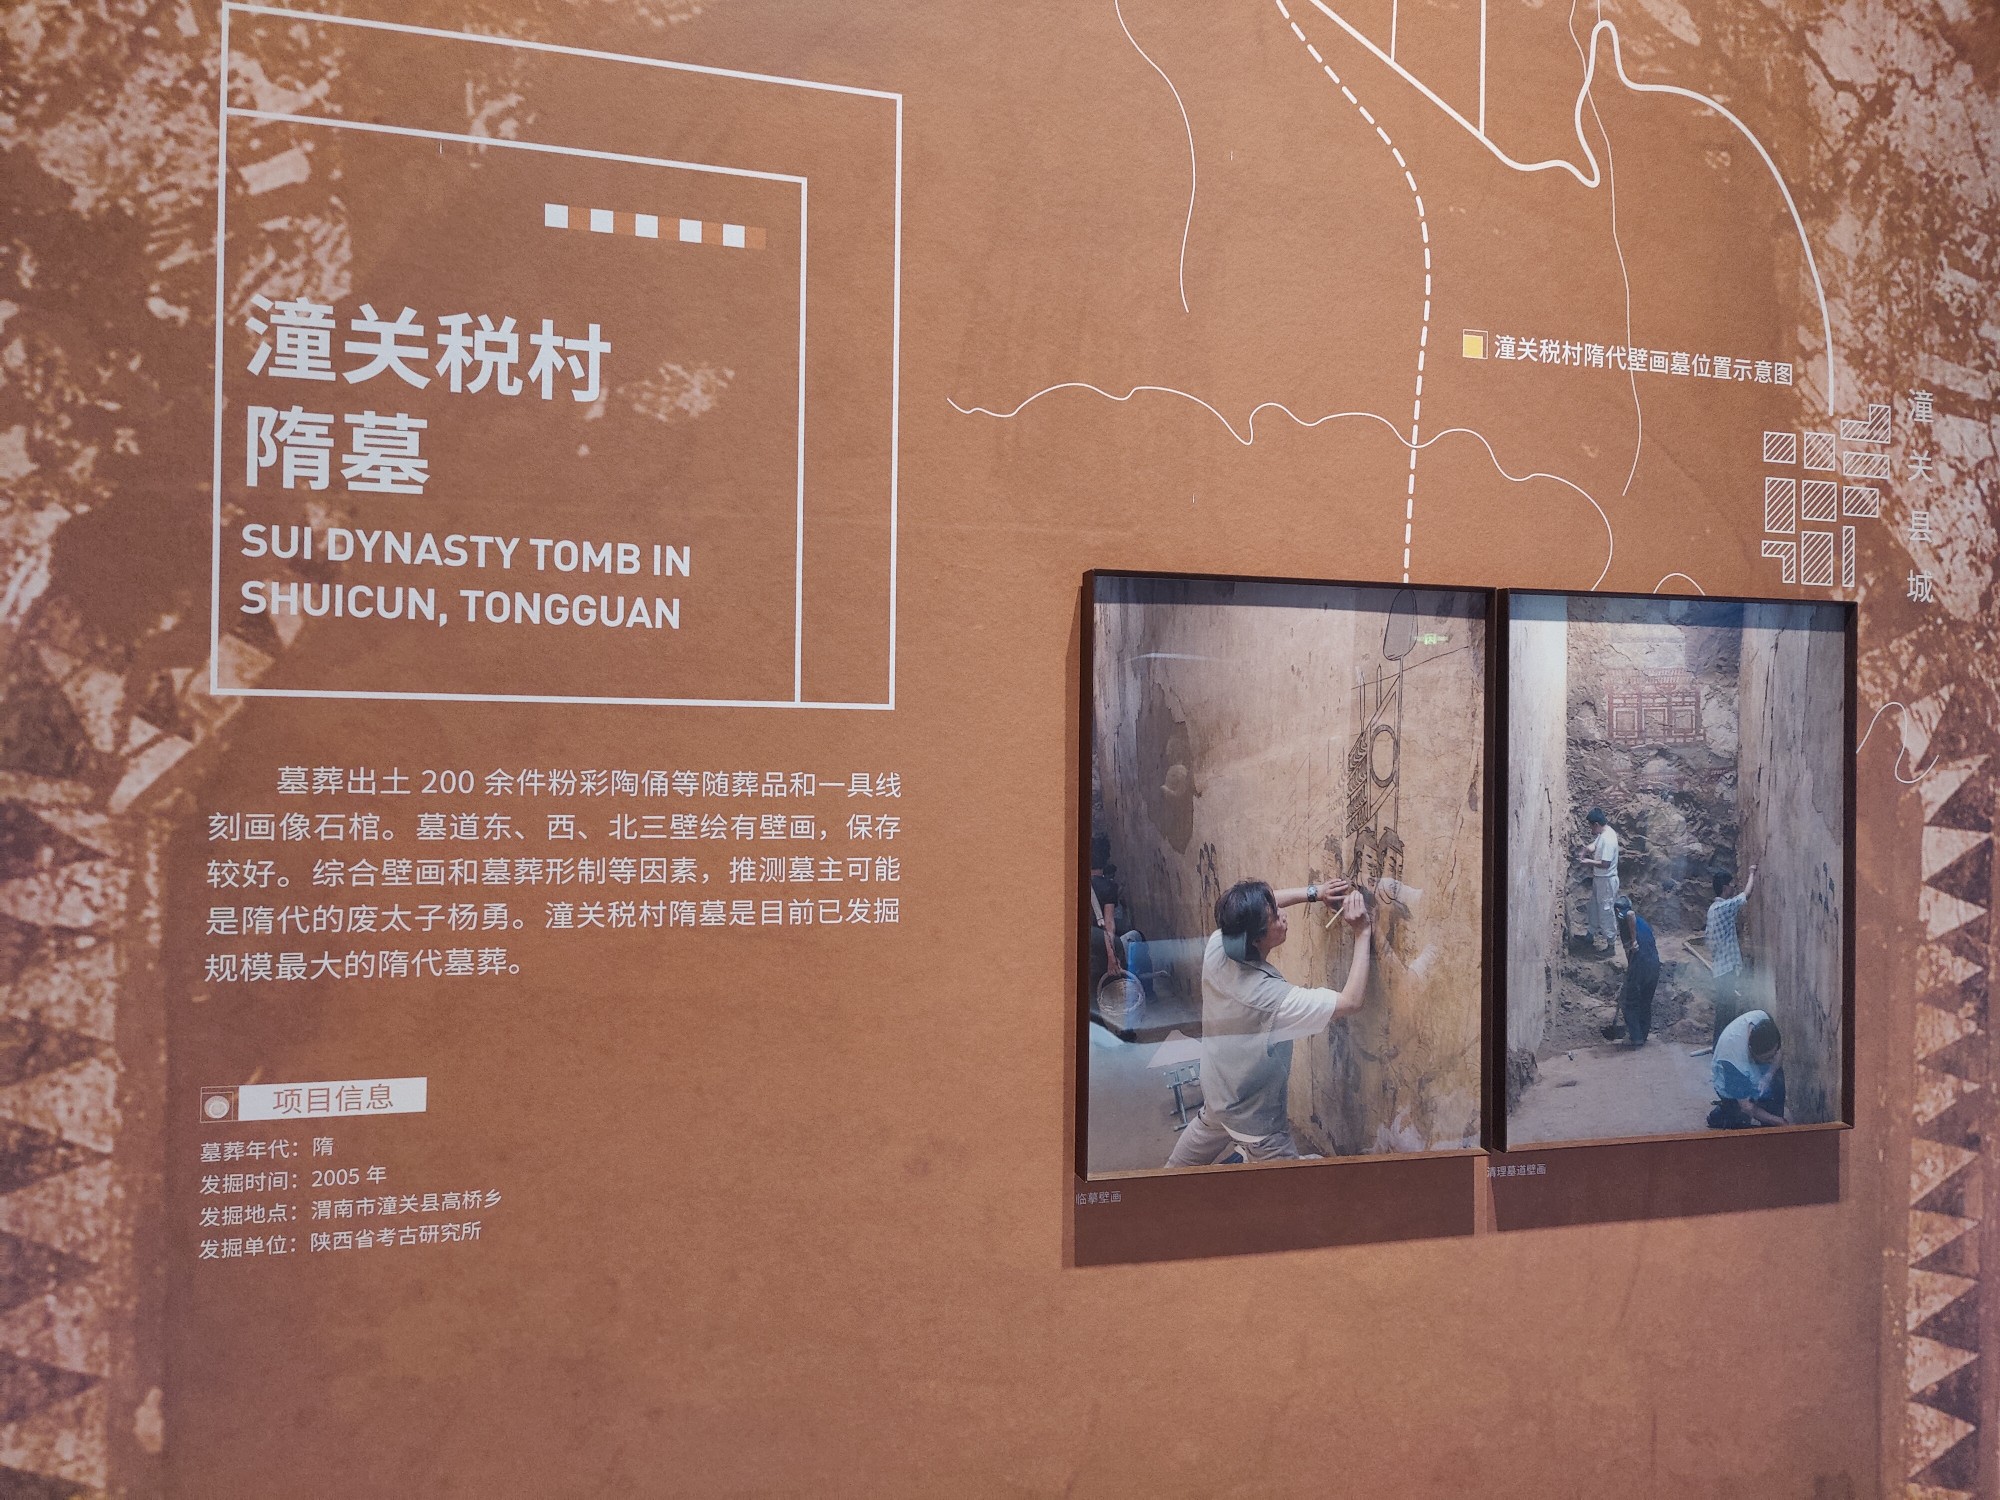 潼关税村
隋墓
SUI DYNASTY TOMB IN
SHUICUN, TONGGUAN
墓葬出土 200 余件粉彩陶俑等随葬品和一具线
刻画像石棺。墓道东、西、北三壁绘有壁画，保存
较好。综合壁画和墓葬形制等因素，推测墓主可能
是隋代的废太子杨勇。潼关税村隋墓是目前已发掘
规模最大的隋代墓葬。
项目信息
墓葬年代：隋
发掘时间：2005 年
发掘地点：渭南市潼关县高桥乡
发掘单位：陕西省考古研究所
潼关税村隋代壁画墓位置示意图
潼关县城
临摹壁画
清理墓道壁画